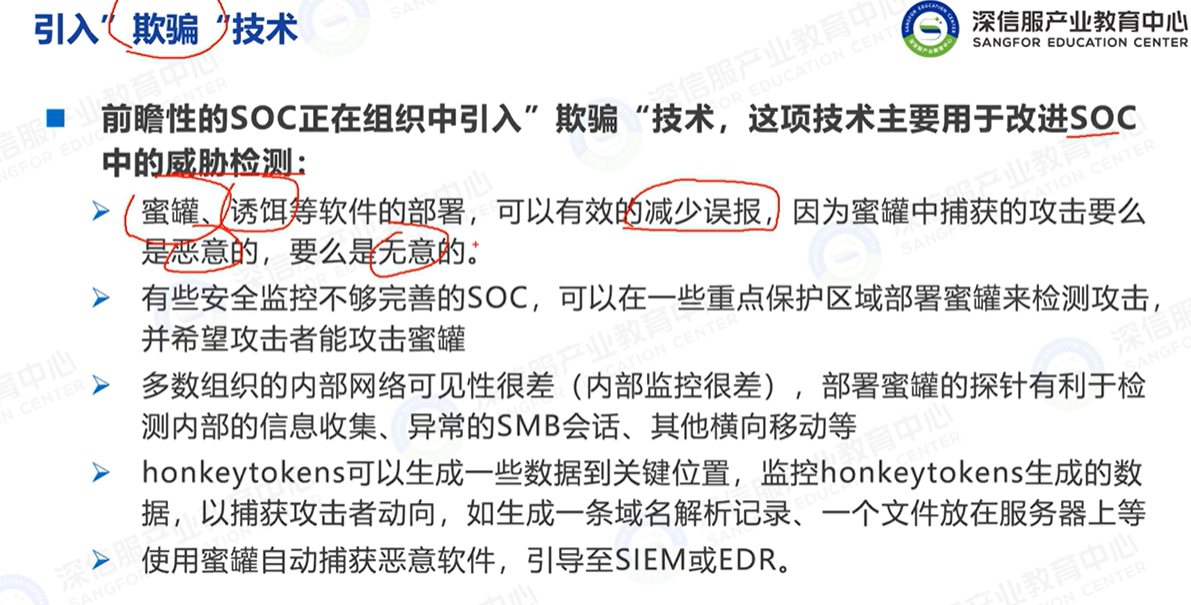 引入”欺骗“技术
深信服产业教育中心
SANGFOR EDUCATION CENTER
前瞻性的SOC正在组织中引入”欺骗“技术，这项技术主要用于改进SOC
中的威胁检测：
蜜罐、诱饵等软件的部署，可以有效的减少误报，因为蜜罐中捕获的攻击要么
是恶意的，要么是无意的。
有些安全监控不够完善的SOC，可以在一些重点保护区域部署蜜罐来检测攻击，
并希望攻击者能攻击蜜罐
多数组织的内部网络可见性很差（内部监控很差），部署蜜罐的探针有利于检
测内部的信息收集、异常的SMB会话、其他横向移动等
honkeytokens可以生成一些数据到关键位置，监控honkeytokens生成的数
据，以捕获攻击者动向，如生成一条域名解析记录、一个文件放在服务器上等
使用蜜罐自动捕获恶意软件，引导至SIEM或EDR。